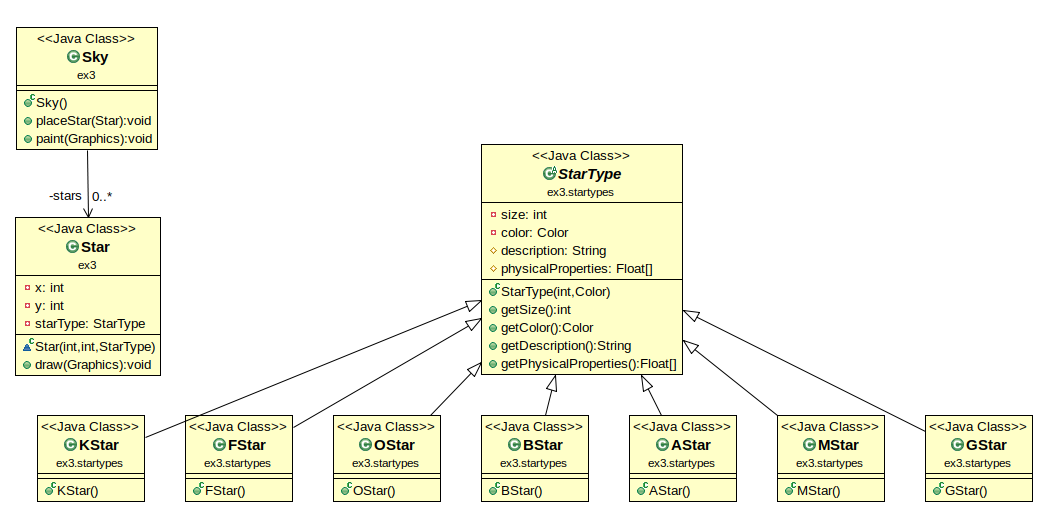 <<Java Class>>
Sky
ex3
Sky()
placeStar(Star):void
paint(Graphics):void
-stars
0..*
<<Java Class>>
Star
ex3
x: int
y: int
starType: StarType
Star(int,int,StarType)
draw(Graphics):void
<<Java Class>>
StarType
ex3.startypes
size: int
color: Color
description: String
physicalProperties: Float[]
StarType(int,Color)
getSize():int
getColor():Color
getDescription():String
getPhysicalProperties():Float[]
<<Java Class>>
KStar
ex3.startypes
KStar()
<<Java Class>>
FStar
ex3.startypes
FStar()
<<Java Class>>
OStar
ex3.startypes
OStar()
<<Java Class>>
BStar
ex3.startypes
BStar()
<<Java Class>>
AStar
ex3.startypes
AStar()
<<Java Class>>
MStar
ex3.startypes
MStar()
<<Java Class>>
GStar
ex3.startypes
GStar()